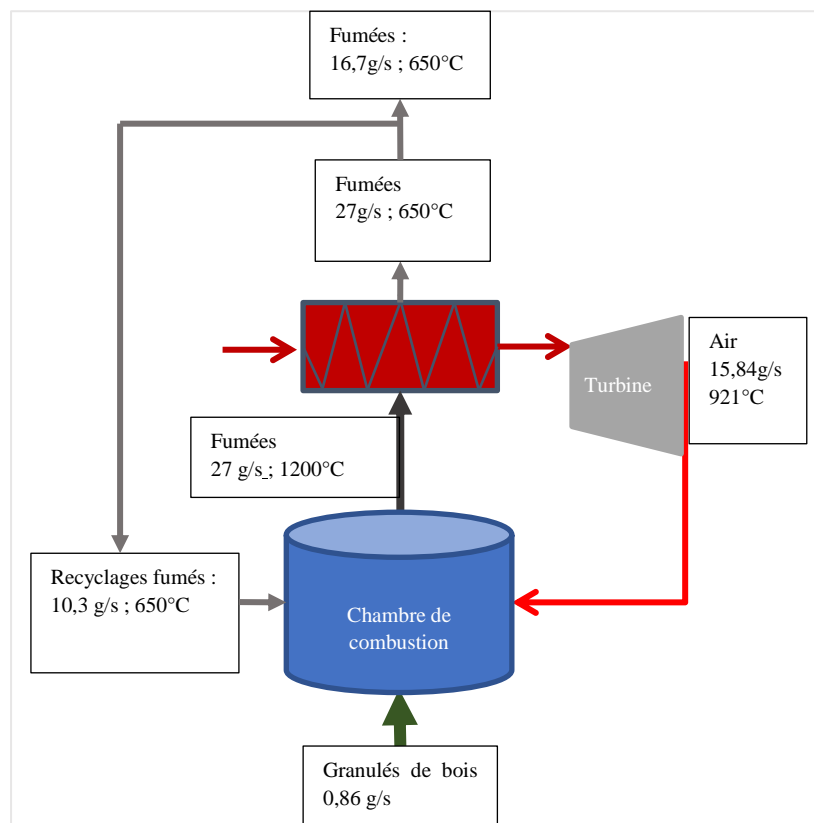 Fumées :
16,7g/s ; 650°C
Fumées
27g/s ; 650°C
Turbine
Air
15,84g/s
921°C
Fumées
27 g/s ; 1200°C
Recyclages fumés :
10,3 g/s ; 650°C
Chambre de
combustion
Granulés de bois
0,86 g/s